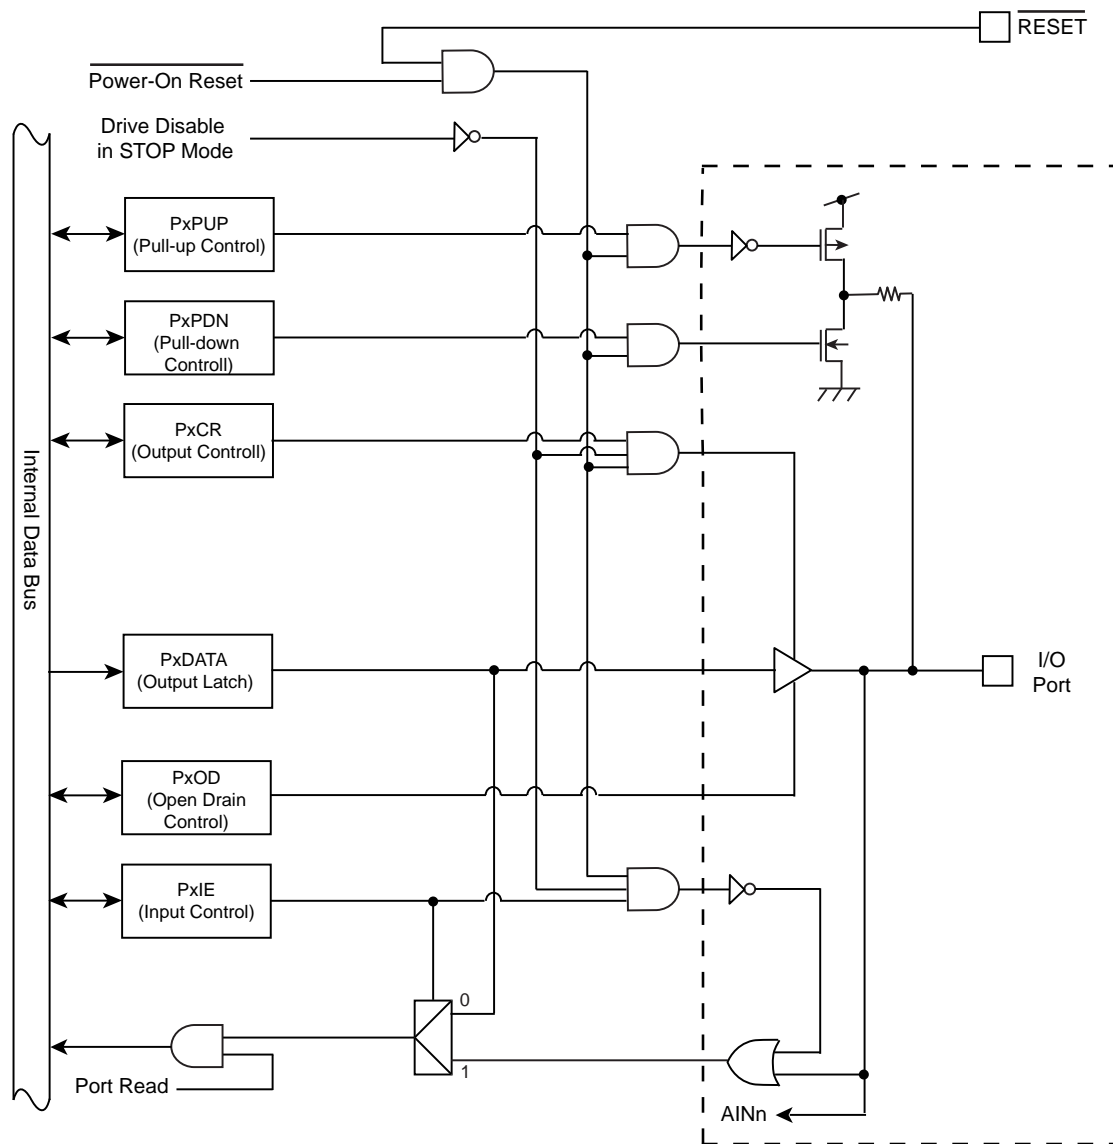 RESET
Power-On Reset
Drive Disable
in STOP Mode
PxPUP
(Pull-up Control)
PxPDN
(Pull-down
Controll)
PxCR
(Output Controll)
Internal Data Bus
PxDATA
(Output Latch)
I/O
Port
PxOD
(Open Drain
Control)
PxIE
(Input Control)
0
1
Port Read
AINn